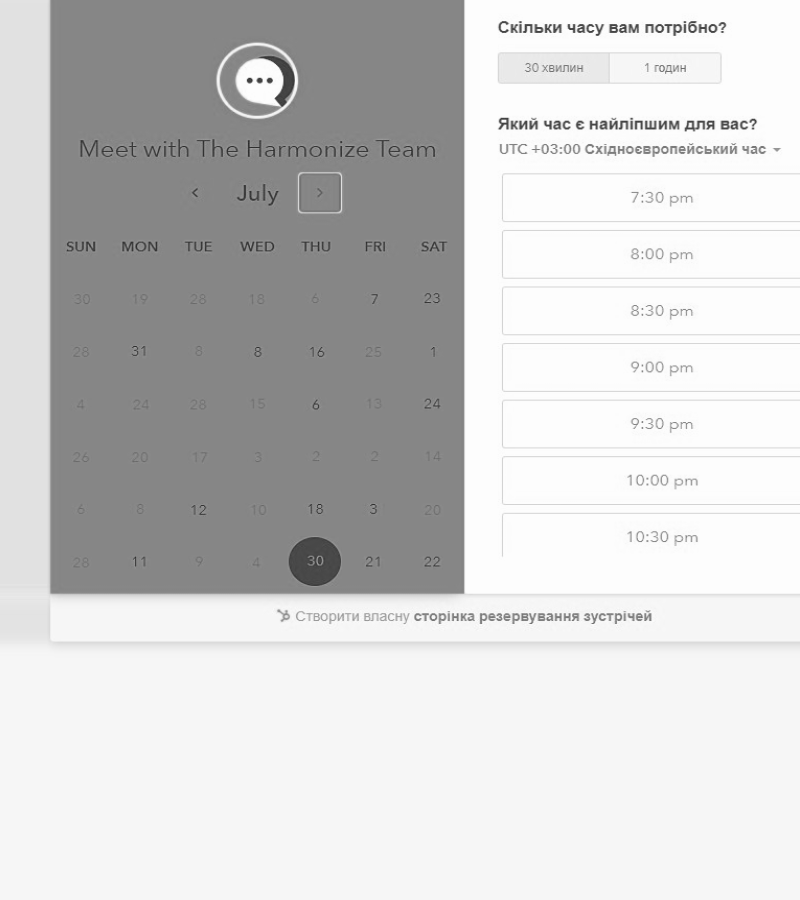 Meet with The Harmonize Team
July
SUN MON TUE WED THU FRI SAT
30 19 28 18 6 7 23
28 31 8 8 16 25 1
4 24 28 15 6 13 24
26 20 17 3 2 2 14
6 8 12 10 18 3 20
28 11 9 4 30 21 22
Скільки часу вам потрібно?
30 хвилин 1 годин
Який час є найліпшим для вас?
UTC +03:00 Східноєвропейський час
7:30 pm
8:00 pm
8:30 pm
9:00 pm
9:30 pm
10:00 pm
10:30 pm
Створити власну сторінка резервування зустрічей